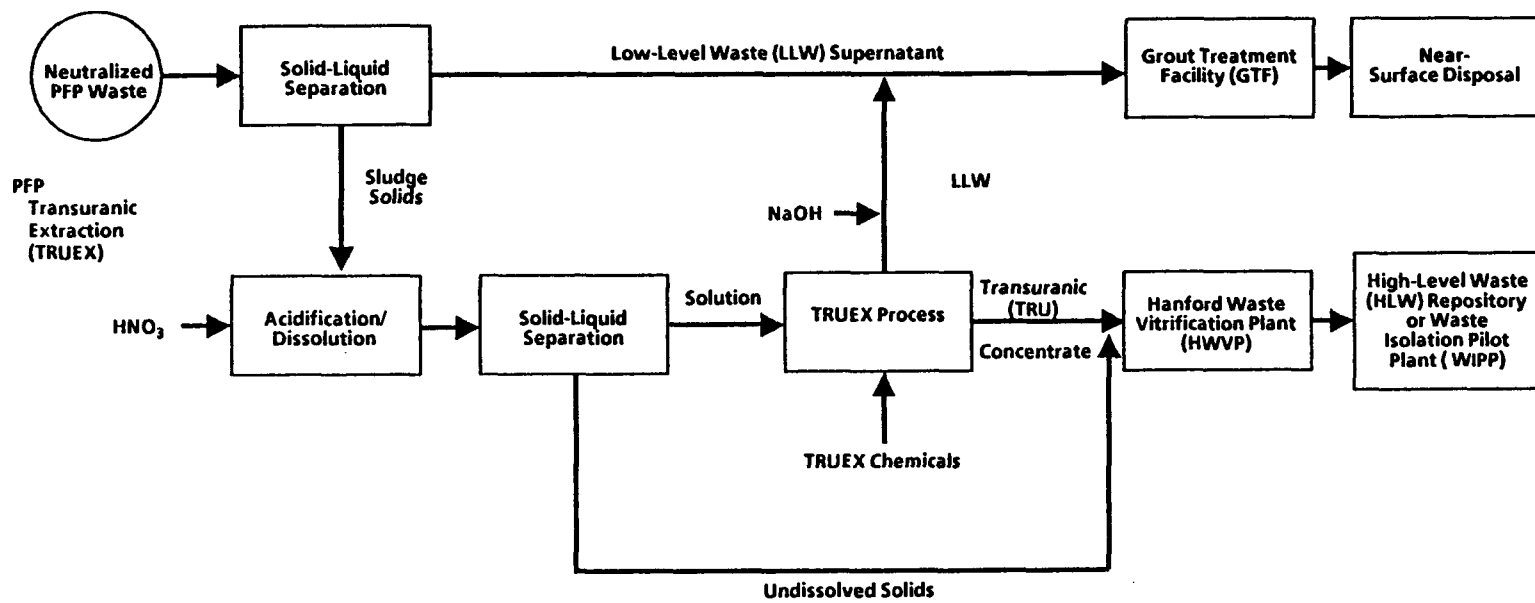 Neutralized
PFP Waste
Solid-Liquid
Separation
Low-Level Waste (LLW) Supernatant
Grout Treatment
Facility (GTF)
Near-
Surface Disposal
PFP
Transuranic
Extraction
(TRUEX)
Sludge
Solids
NaOH
LLW
HNO₃
Acidification/
Dissolution
Solid-Liquid
Separation
Solution
TRUEX Process
Transuranic
(TRU)
Concentrate
Hanford Waste
Vitrification Plant
(HWVP)
High-Level Waste
(HLW) Repository
or Waste
Isolation Pilot
Plant ( WIPP)
TRUEX Chemicals
Undissolved Solids